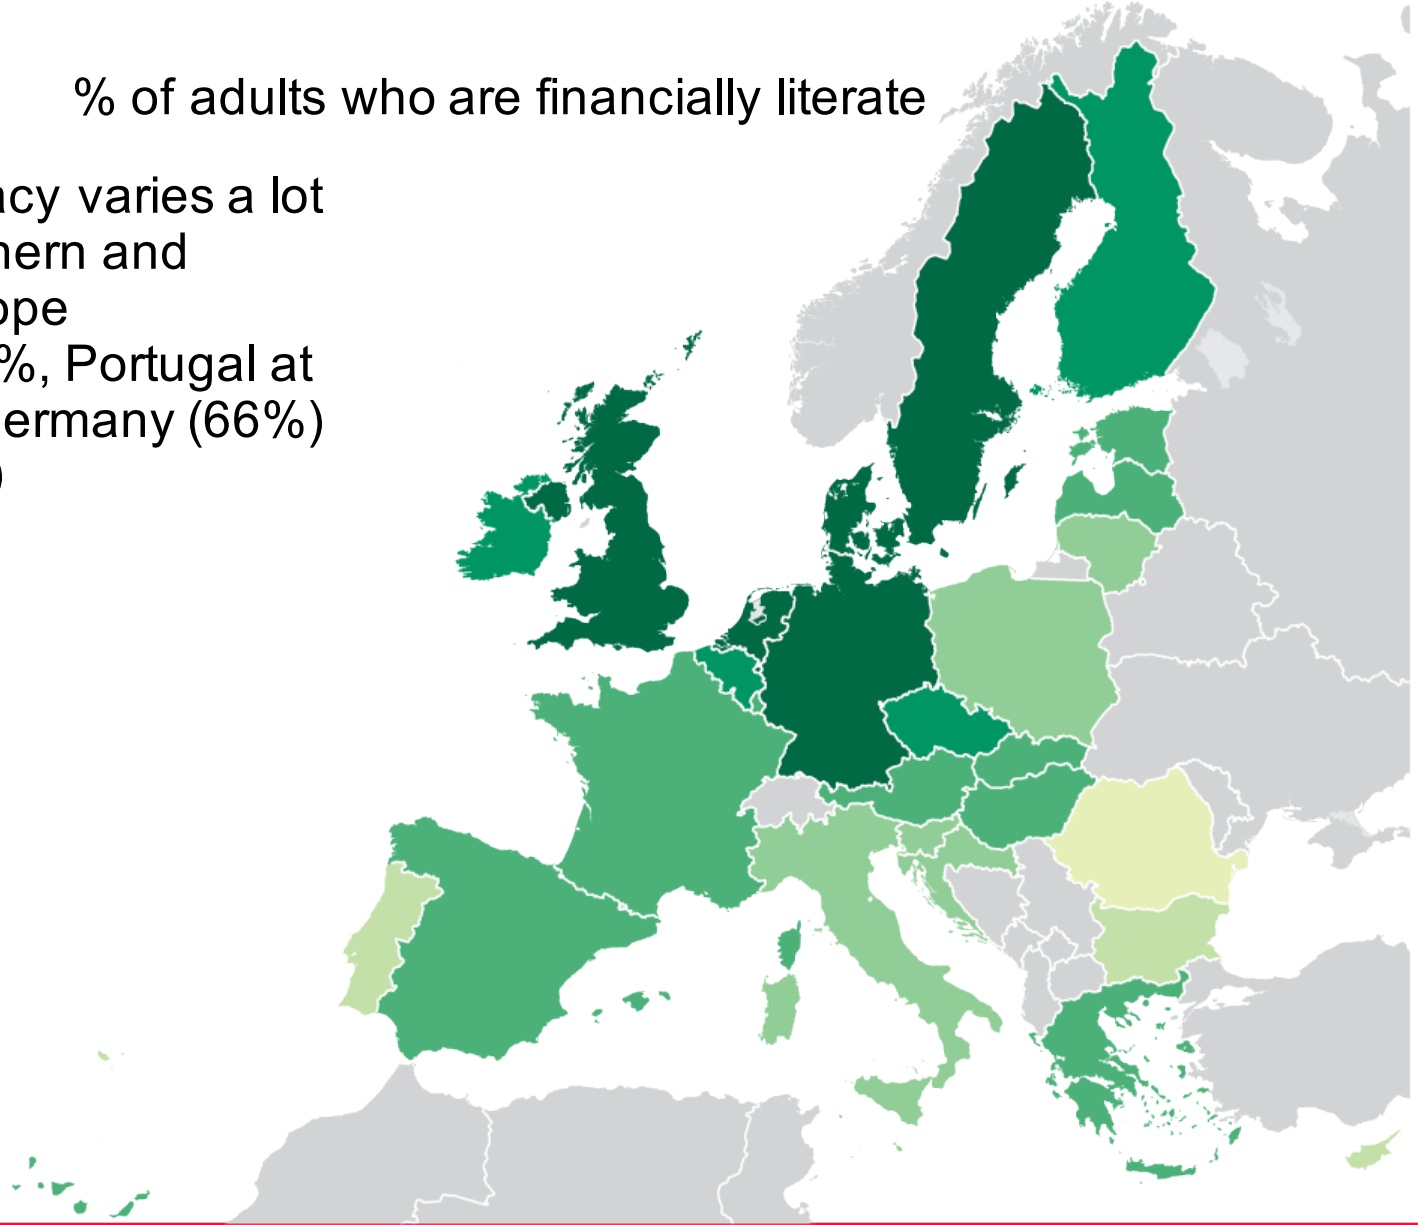 % of adults who are financially literate
acy varies a lot
hern and
ope
%, Portugal at
ermany (66%)
)